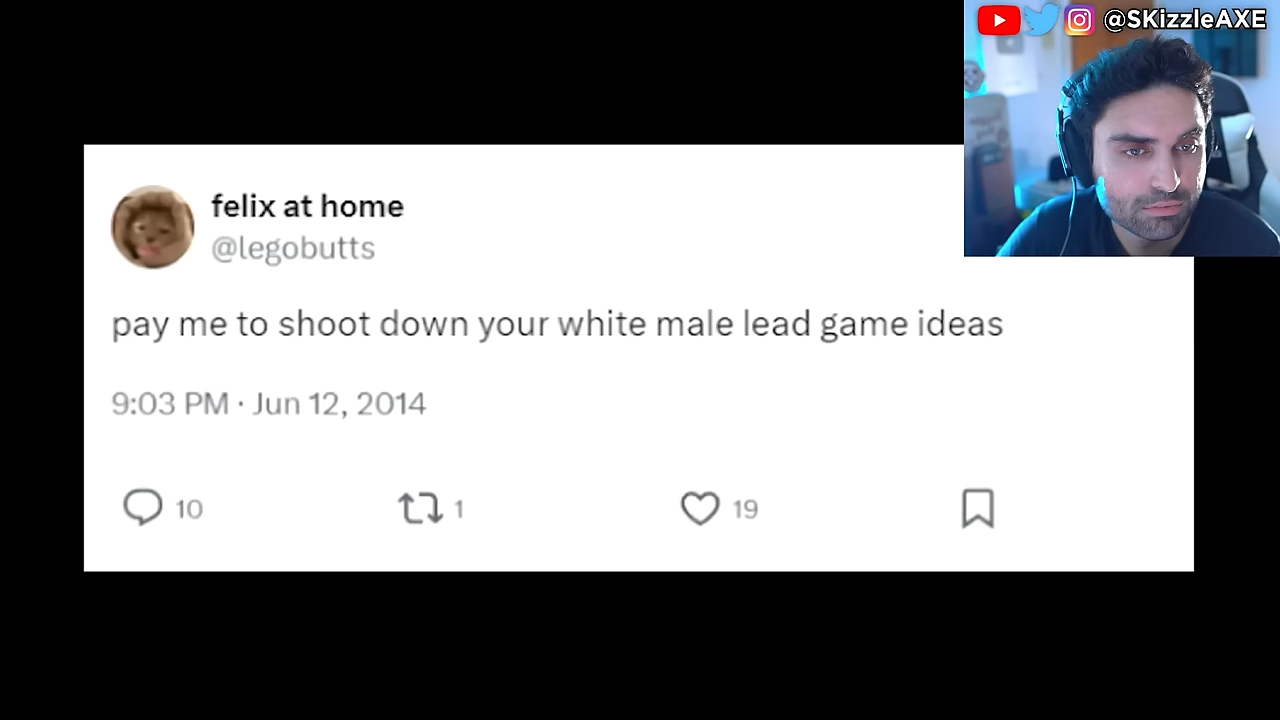 @SKizzleAXE
felix at home
@legobutts
pay me to shoot down your white male lead game ideas
9:03 PM · Jun 12, 2014
10 1 19